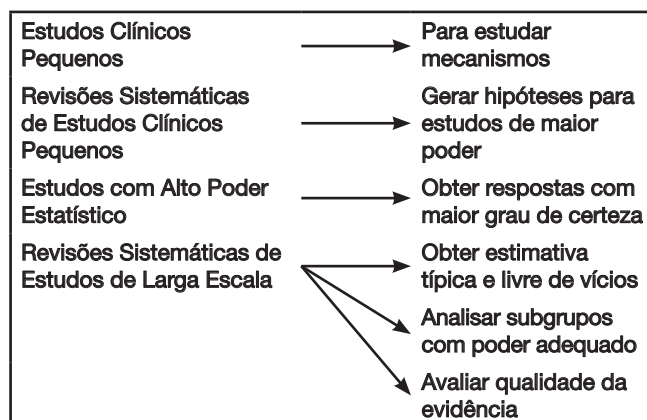 Estudos Clínicos
Pequenos
Para estudar
mecanismos
Revisões Sistemáticas
de Estudos Clínicos
Pequenos
Gerar hipóteses para
estudos de maior
poder
Estudos com Alto Poder
Estatístico
Obter respostas com
maior grau de certeza
Revisões Sistemáticas de
Estudos de Larga Escala
Obter estimativa
típica e livre de vícios
Analisar subgrupos
com poder adequado
Avaliar qualidade da
evidência